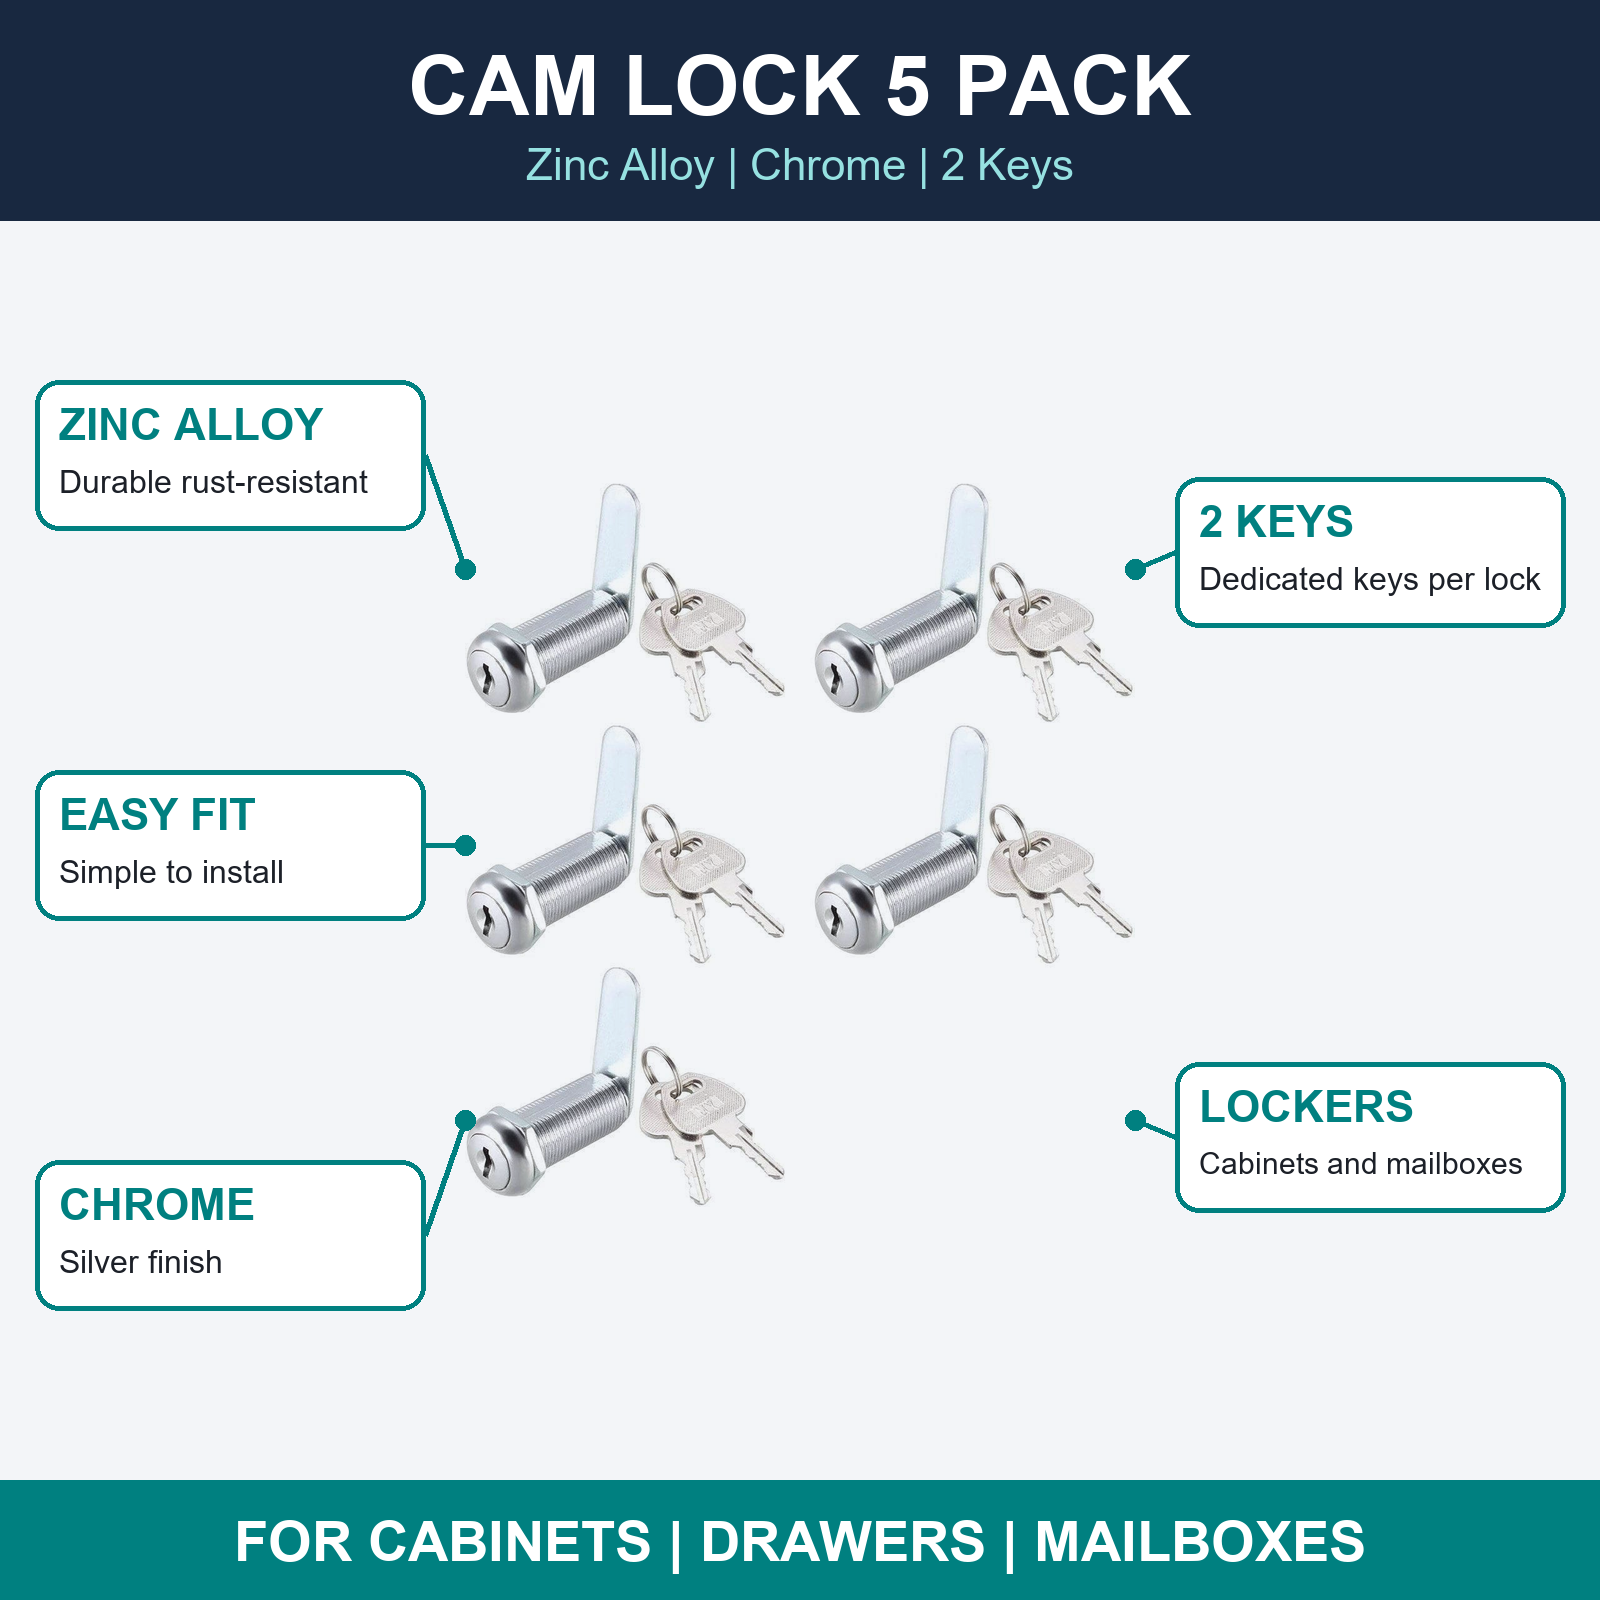 CAM LOCK 5 PACK
Zinc Alloy | Chrome | 2 Keys
ZINC ALLOY
Durable rust-resistant
2 KEYS
Dedicated keys per lock
EASY FIT
Simple to install
LOCKERS
Cabinets and mailboxes
CHROME
Silver finish
FOR CABINETS | DRAWERS | MAILBOXES